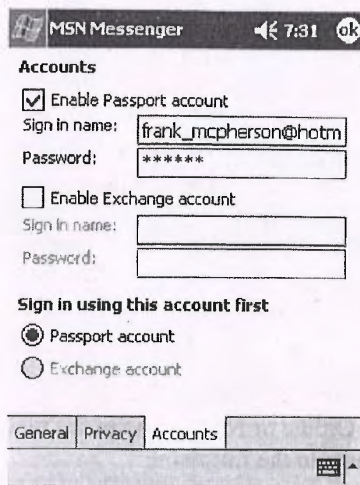 MSN Messenger 7:31 ok
Accounts
Enable Passport account
Sign in name: frank_mcpherson@hotm
Password: ******
Enable Exchange account
Sign in name:
Password:
Sign in using this account first
Passport account
Exchange account
General Privacy Accounts